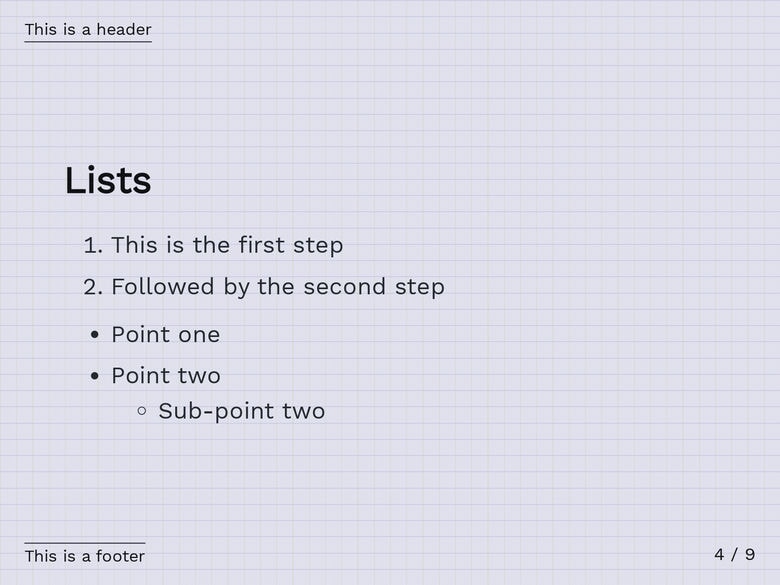 This is a header
Lists
1. This is the first step
2. Followed by the second step
• Point one
• Point two
○ Sub-point two
This is a footer
4 / 9